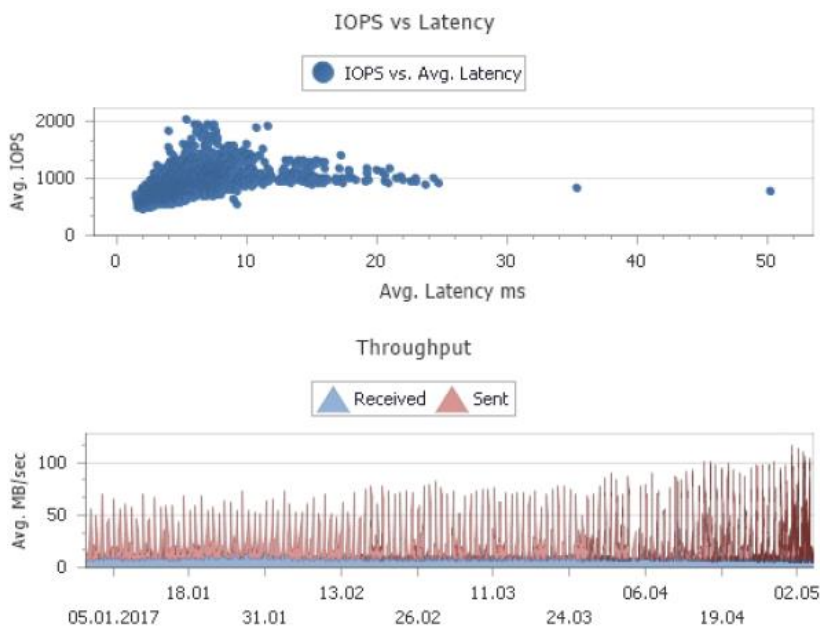 IOPS vs Latency
IOPS vs. Avg. Latency
Avg. IOPS
2000
1000
0
0 10 20 30 40 50
Avg. Latency ms
Throughput
Received Sent
Avg. MB/sec
100
50
0
18.01 13.02 11.03 06.04 02.05
05.01.2017 31.01 26.02 24.03 19.04